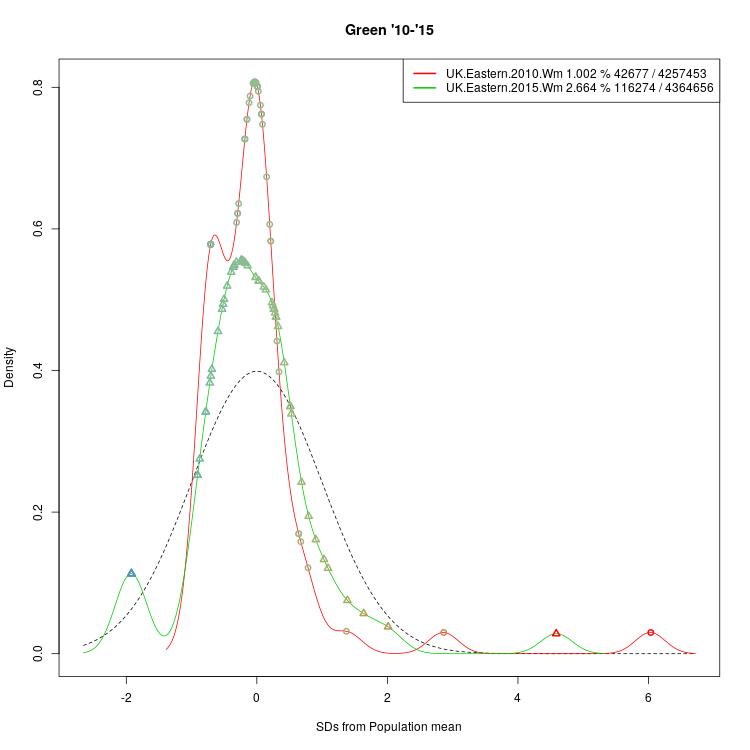 Green '10-'15
UK.Eastern.2010.Wm 1.002 % 42677 / 4257453
UK.Eastern.2015.Wm 2.664 % 116274 / 4364656
Density
0.8
0.6
0.4
0.2
0.0
-2 0 2 4 6
SDs from Population mean